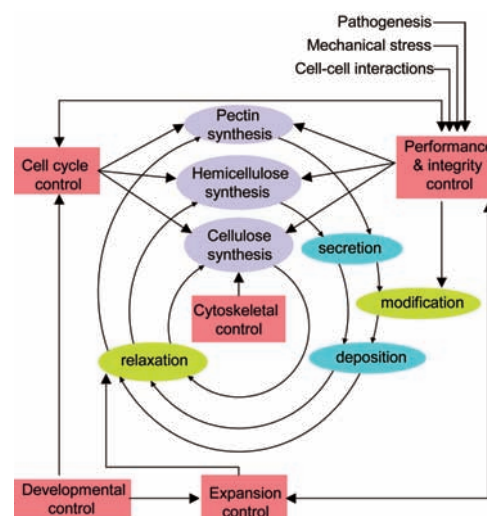 Pathogenesis
Mechanical stress
Cell-cell interactions
Pectin
synthesis
Cell cycle
control
Performance
& integrity
control
Hemicellulose
synthesis
Cellulose
synthesis
secretion
Cytoskeletal
control
modification
relaxation
deposition
Developmental
control
Expansion
control